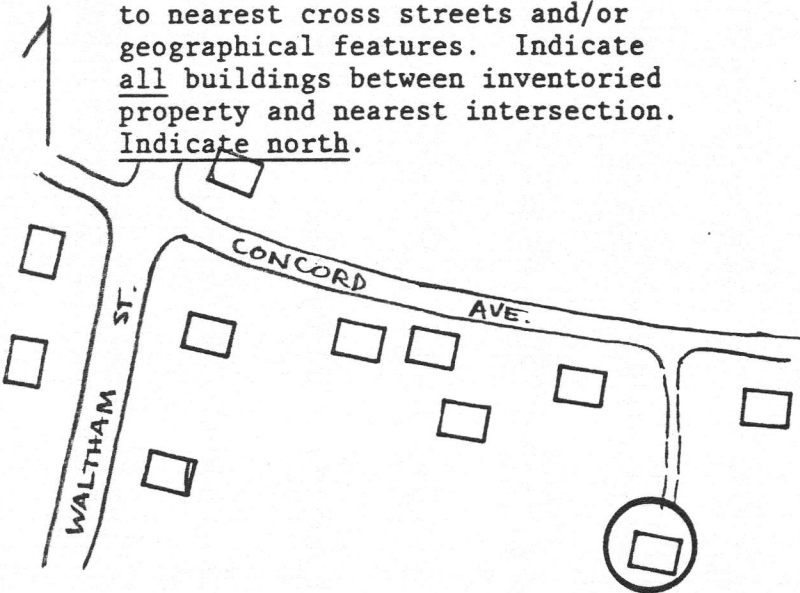 to nearest cross streets and/or
geographical features. Indicate
all buildings between inventoried
property and nearest intersection.
Indicate north.
CONCORD AVE.
WALTHAM ST.